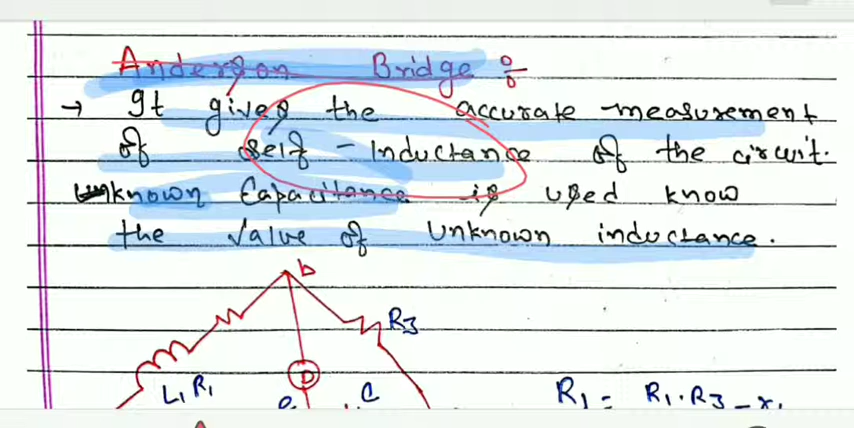 Anderson Bridge :
→ It gives the accurate measurement
of self - Inductance of the circuit.
known Capacitance is used know
the value of unknown inductance.
b
R3
D
L1 R1
e
C
R1 = R1.R3 - r1